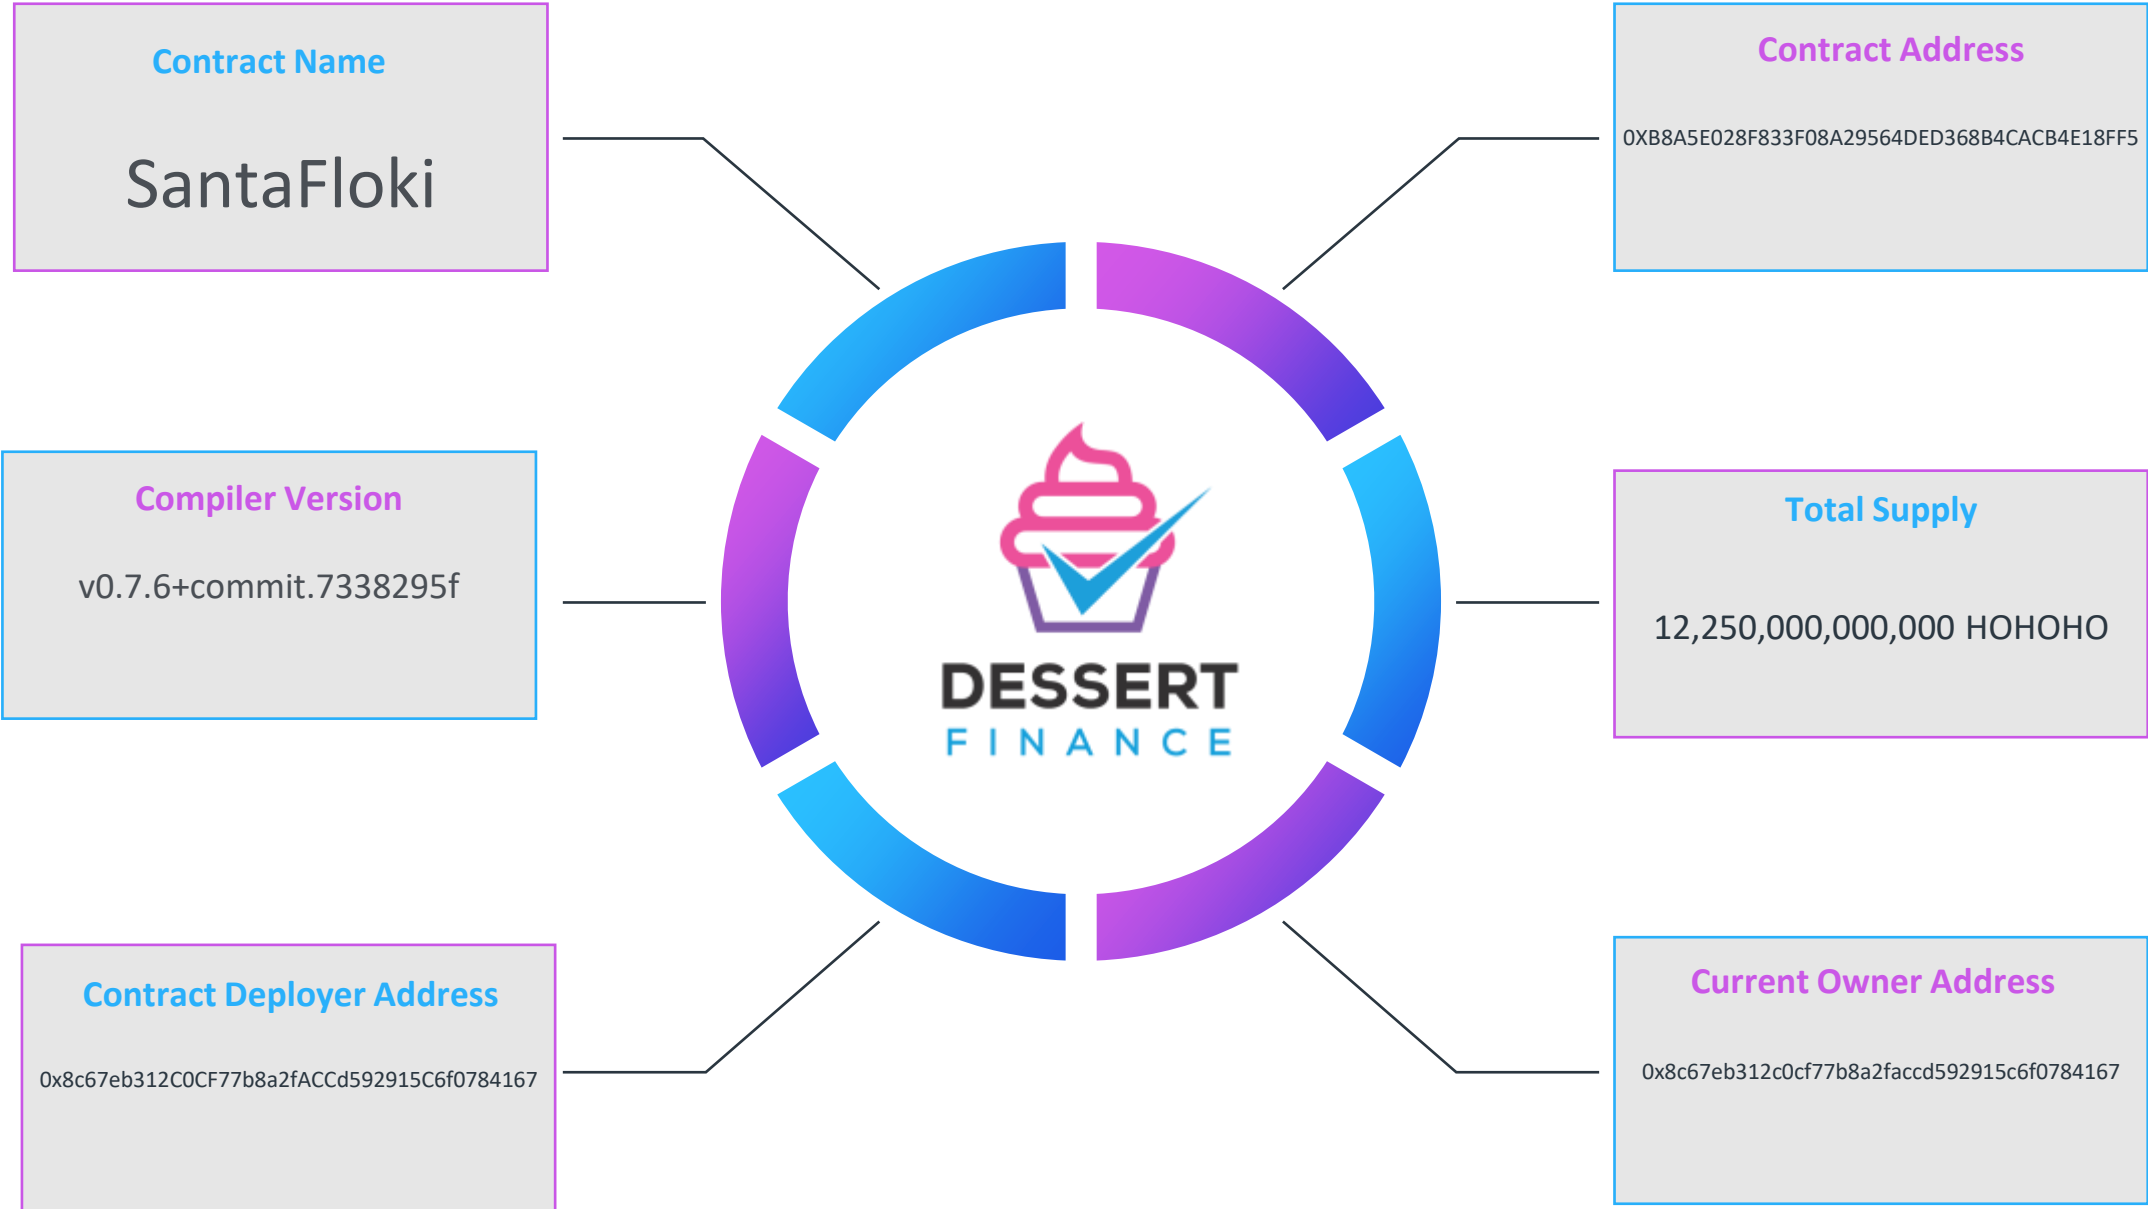 Contract Name
SantaFloki
Contract Address
0XB8A5E028F833F08A29564DED368B4CACB4E18FF5
Compiler Version
v0.7.6+commit.7338295f
Total Supply
12,250,000,000,000 HOHOHO
DESSERT
FINANCE
Contract Deployer Address
0x8c67eb312C0CF77b8a2fACCd592915C6f0784167
Current Owner Address
0x8c67eb312c0cf77b8a2faccd592915c6f0784167